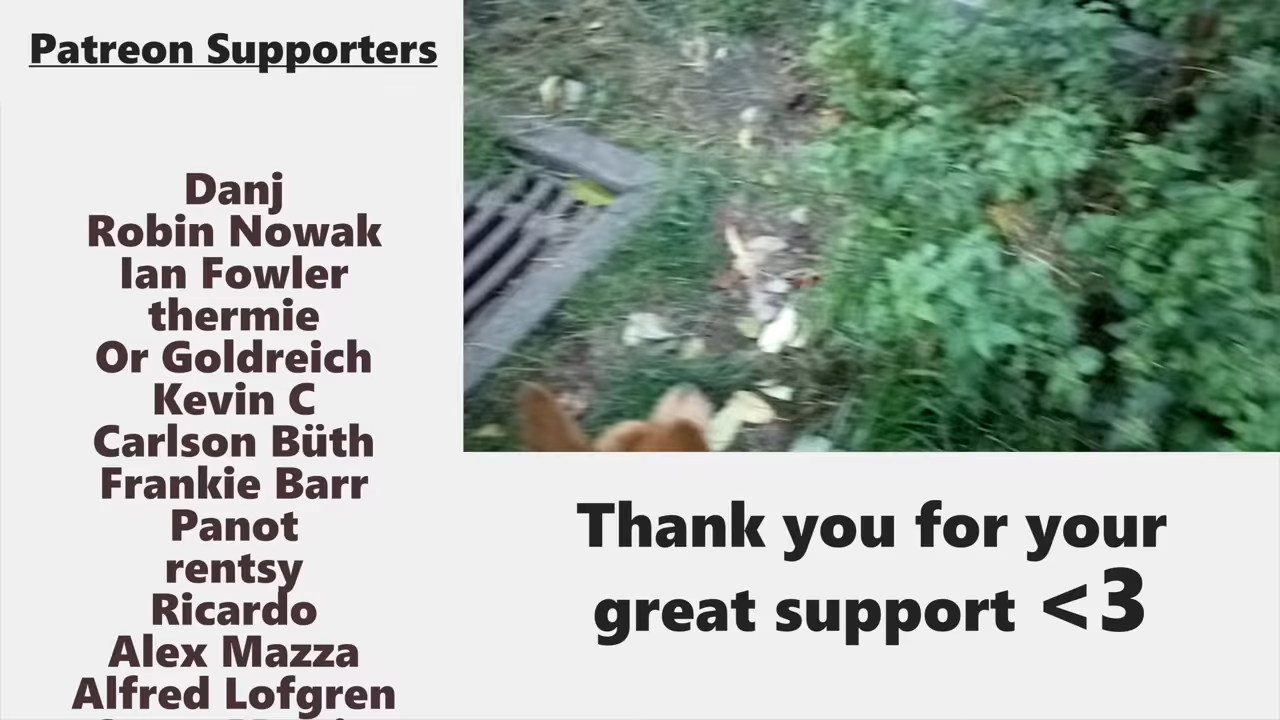 Patreon Supporters
Danj
Robin Nowak
Ian Fowler
thermie
Or Goldreich
Kevin C
Carlson Büth
Frankie Barr
Panot
rentsy
Ricardo
Alex Mazza
Alfred Lofgren
Thank you for your
great support <3